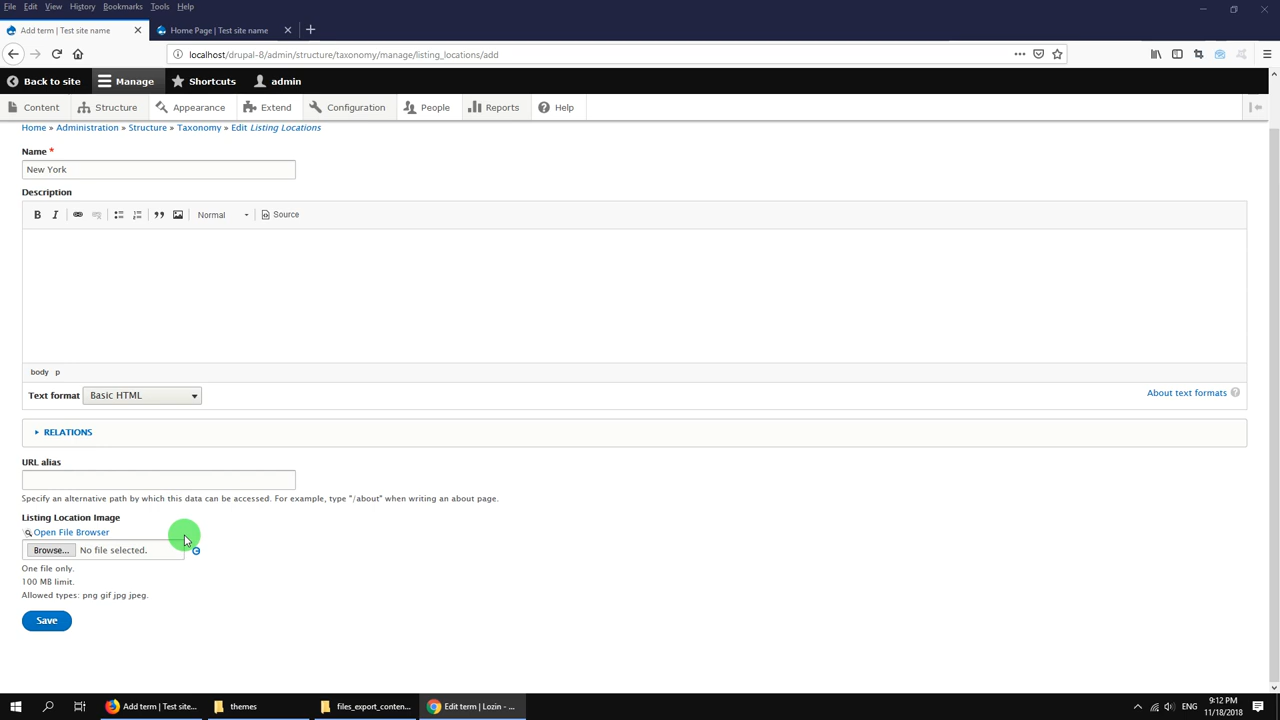 File Edit View History Bookmarks Tools Help
Add term | Test site name
Home Page | Test site name
localhost/drupal-8/admin/structure/taxonomy/manage/listing_locations/add
Back to site Manage Shortcuts admin
Content Structure Appearance Extend Configuration People Reports Help
Home » Administration » Structure » Taxonomy » Edit Listing Locations
Name *
New York
Description
B I Normal Source
body p
Text format Basic HTML
About text formats ?
RELATIONS
URL alias
Specify an alternative path by which this data can be accessed. For example, type "/about" when writing an about page.
Listing Location Image
Open File Browser
Browse... No file selected.
One file only.
100 MB limit.
Allowed types: png gif jpg jpeg.
Save
Add term | Test site...
themes
files_export_conten...
Edit term | Lozin - ...
ENG
9:12 PM
11/18/2018